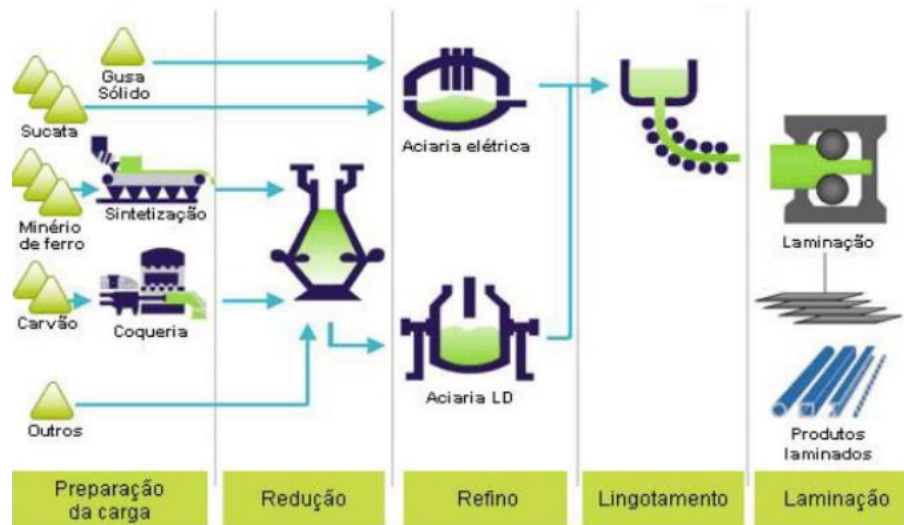 Gusa
Sólido
Sucata
Aciaria elétrica
Sintetização
Minério
de ferro
Laminação
Carvão
Coqueria
Aciaria LD
Outros
Produtos
laminados
Preparação
da carga
Redução
Refino
Lingotamento
Laminação